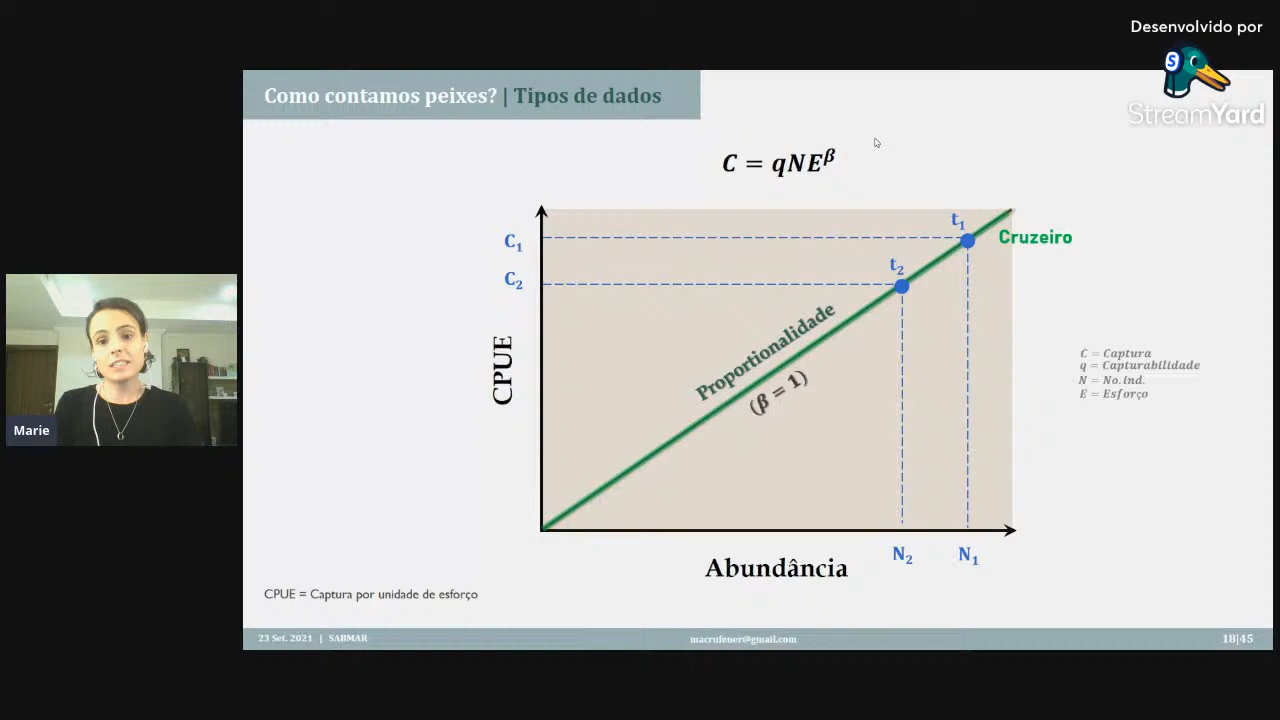 Desenvolvido por
StreamYard
Como contamos peixes? | Tipos de dados
C = qNE^β
t₁
C₁
Cruzeiro
t₂
C₂
Proportionalidade
(β = 1)
CPUE
C = Captura
q = Capturabilidade
N = No. ind.
E = Esforço
Marie
N₂
N₁
Abundância
CPUE = Captura por unidade de esforço
23 Set. 2021 | SABMAR
macrufener@gmail.com
18|45